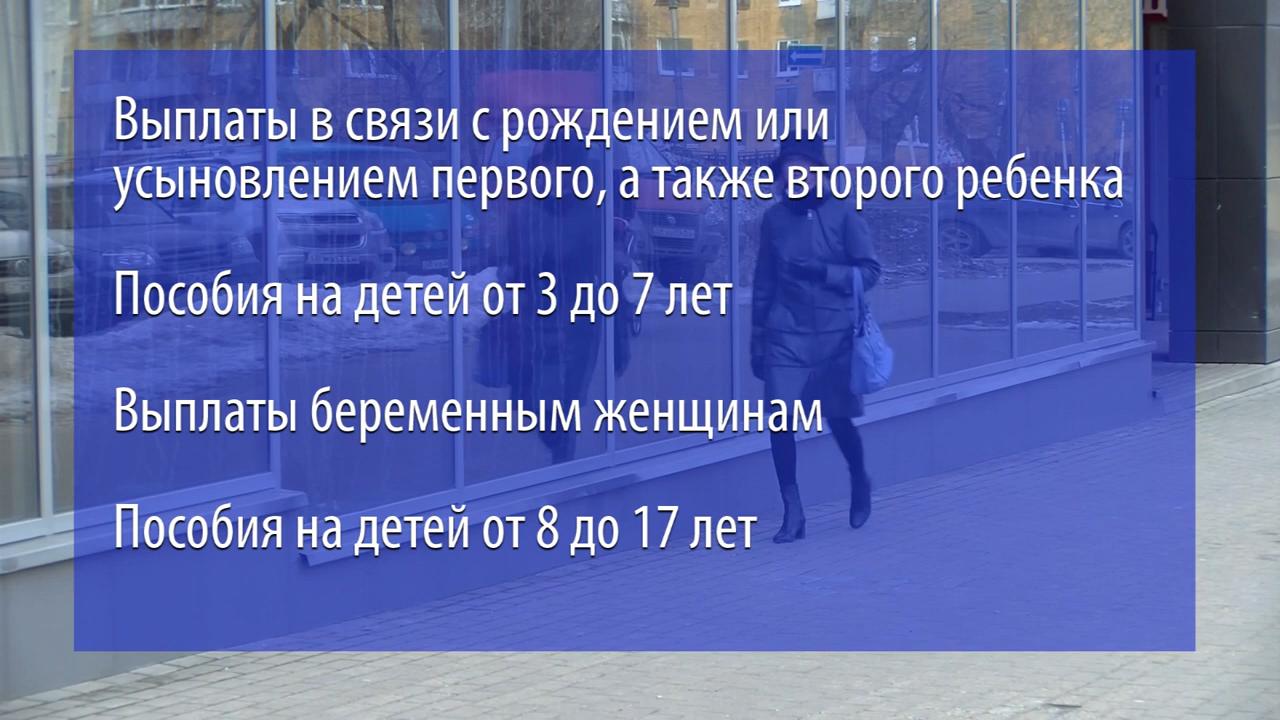 Выплаты в связи с рождением или
усыновлением первого, а также второго ребенка
Пособия на детей от 3 до 7 лет
Выплаты беременным женщинам
Пособия на детей от 8 до 17 лет